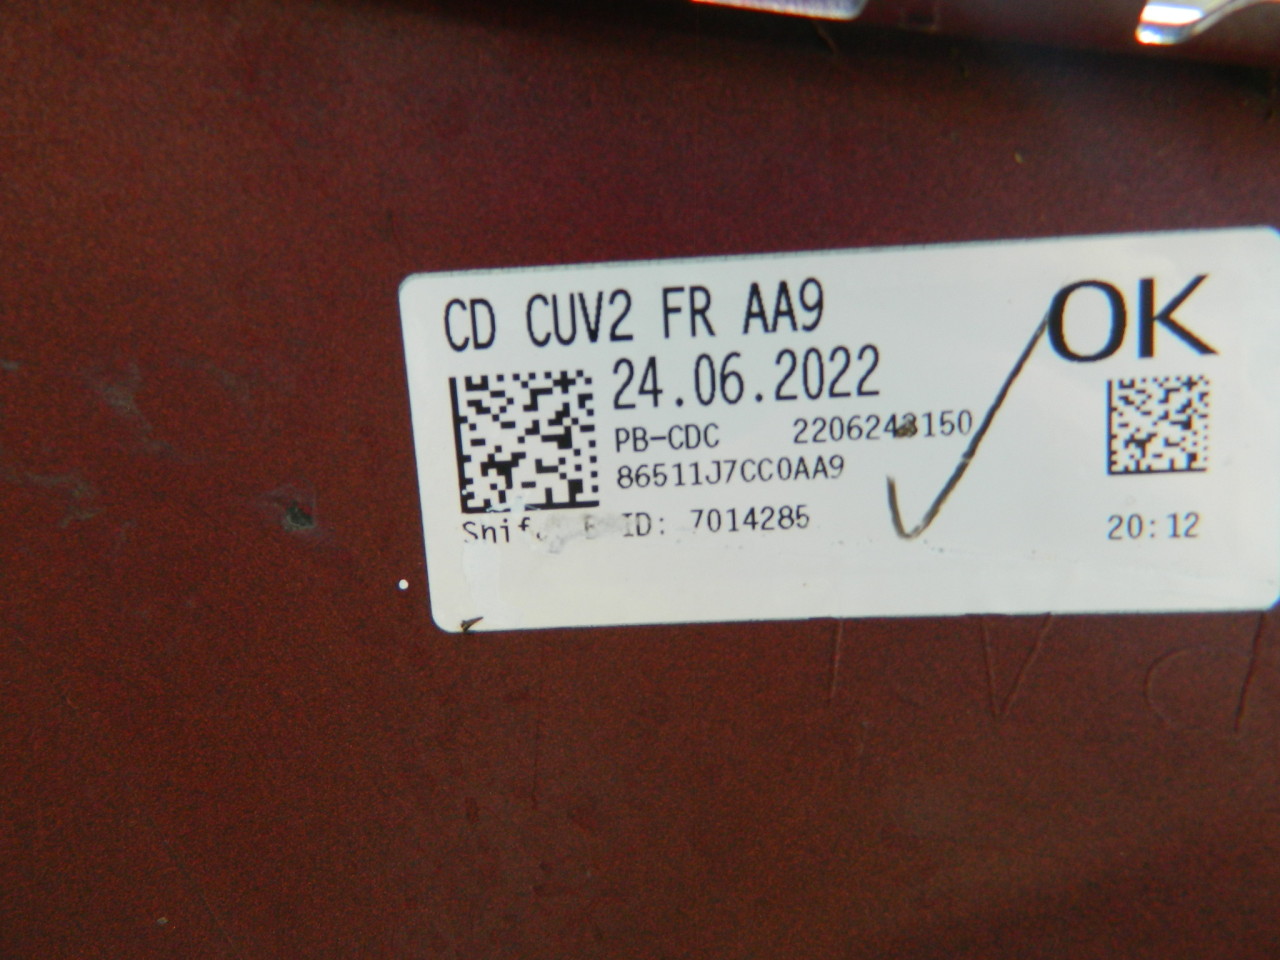 CD CUV2 FR AA9
OK
24.06.2022
PB-CDC
86511J7CC0AA9
ID: 7014285
20:12